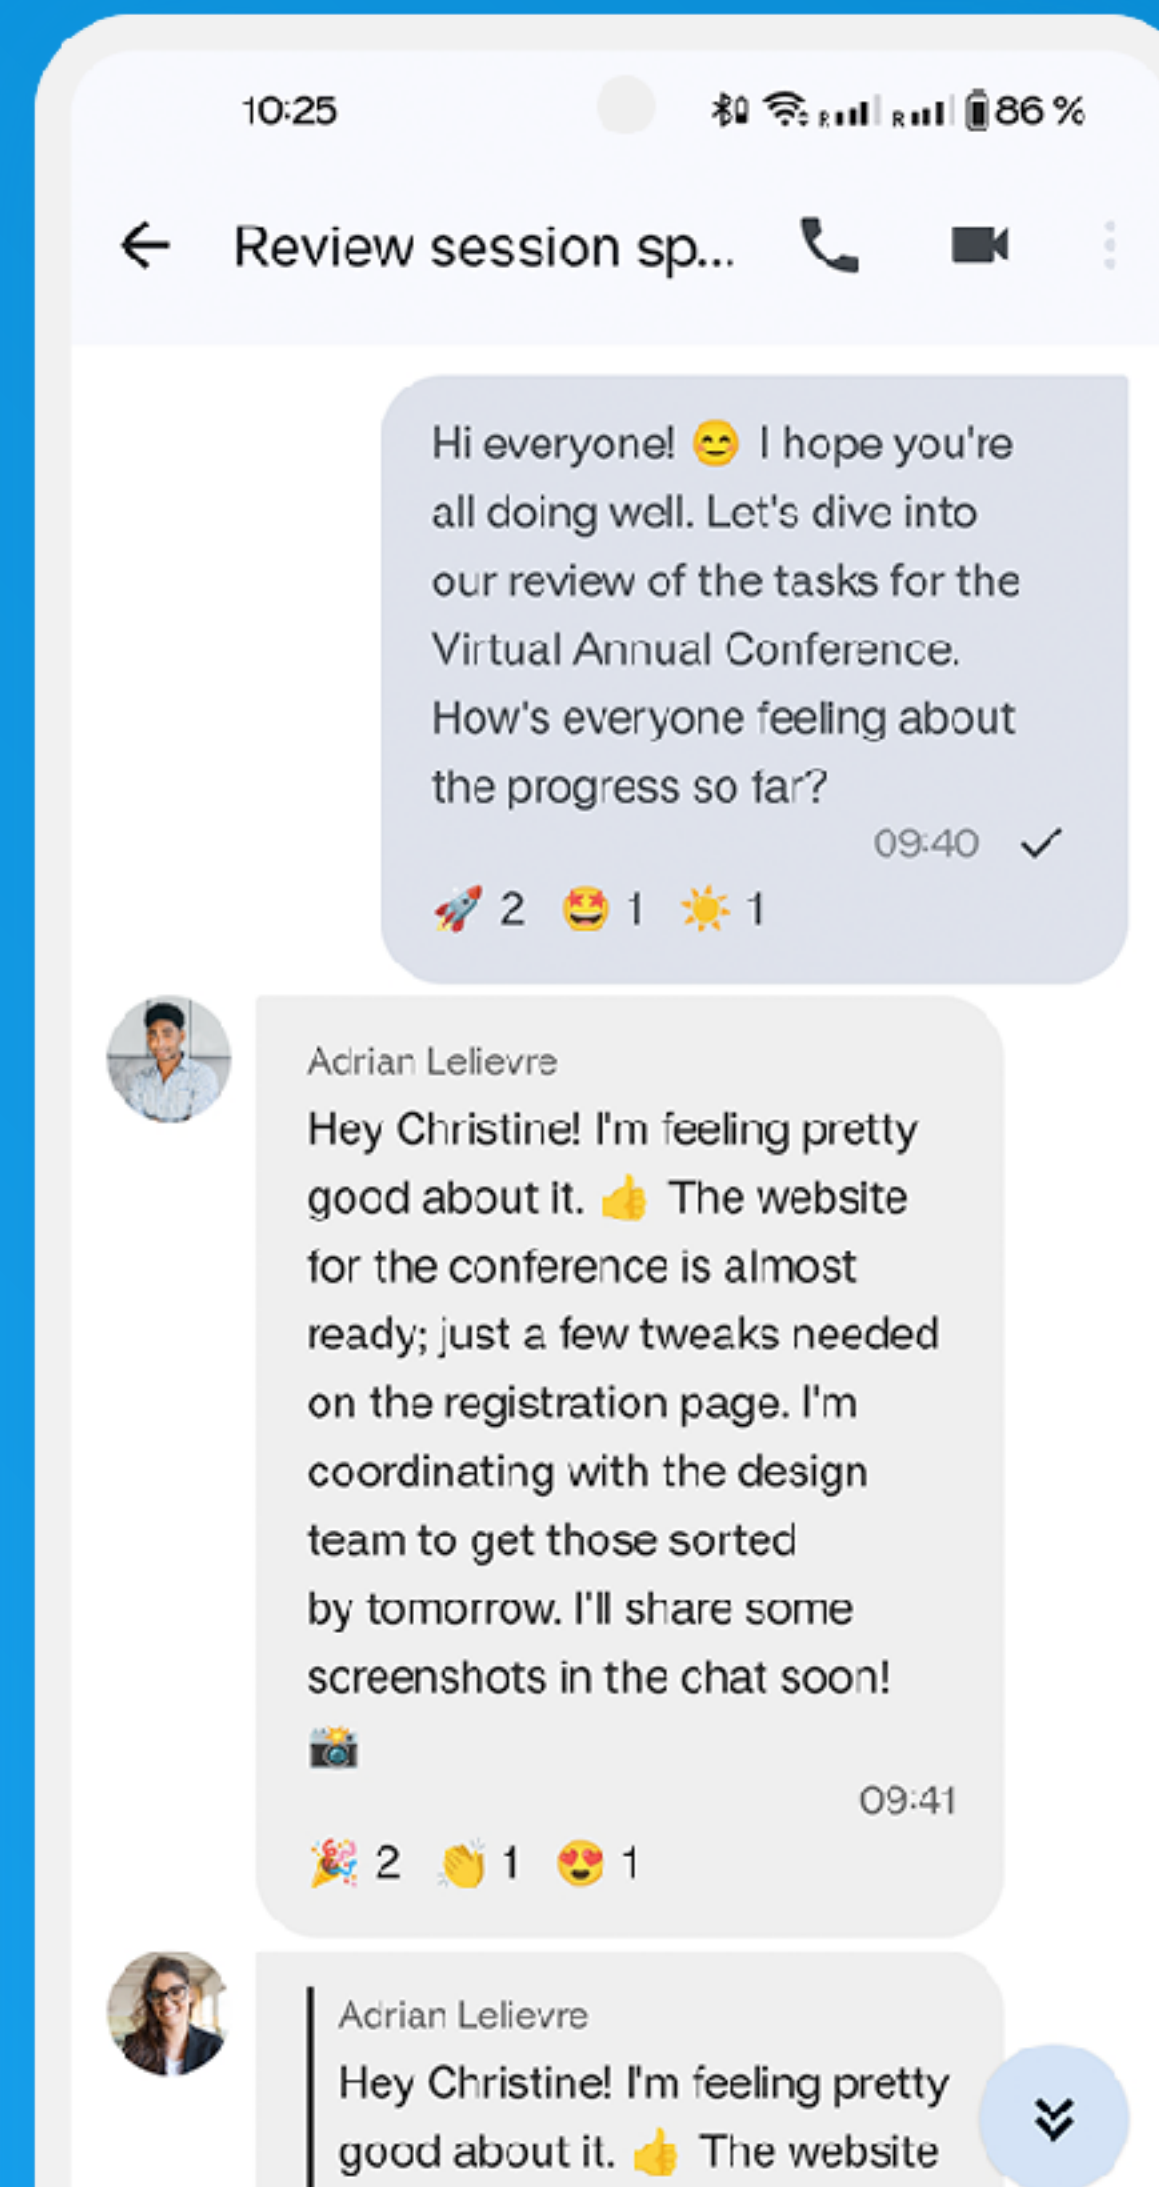 10:25 R R 86 %
Review session sp...
Hi everyone! 😊 I hope you're
all doing well. Let's dive into
our review of the tasks for the
Virtual Annual Conference.
How's everyone feeling about
the progress so far?
09:40
🚀 2 🤩 1 ☀️ 1
Adrian Lelievre
Hey Christine! I'm feeling pretty
good about it. 👍 The website
for the conference is almost
ready; just a few tweaks needed
on the registration page. I'm
coordinating with the design
team to get those sorted
by tomorrow. I'll share some
screenshots in the chat soon!
📸
09:41
🎉 2 👏 1 😍 1
Adrian Lelievre
Hey Christine! I'm feeling pretty
good about it. 👍 The website